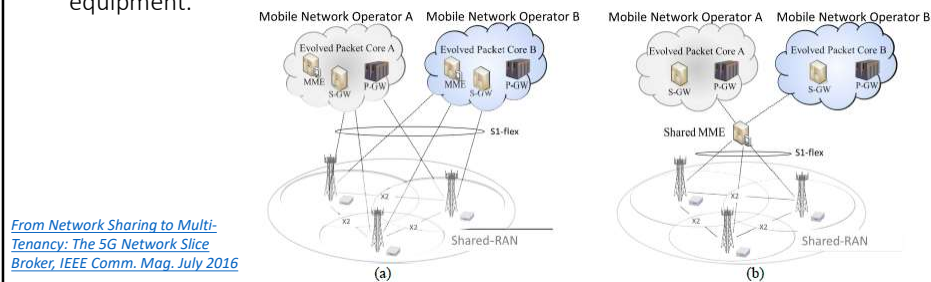 equipment.
Mobile Network Operator A
Mobile Network Operator B
Evolved Packet Core A
MME
S-GW
P-GW
Evolved Packet Core B
MME
S-GW
P-GW
S1-flex
X2
X2
X2
Shared-RAN
(a)
Mobile Network Operator A
Mobile Network Operator B
Evolved Packet Core A
S-GW
P-GW
Evolved Packet Core B
S-GW
P-GW
Shared MME
S1-flex
X2
X2
X2
Shared-RAN
(b)
From Network Sharing to Multi-
Tenancy: The 5G Network Slice
Broker, IEEE Comm. Mag. July 2016